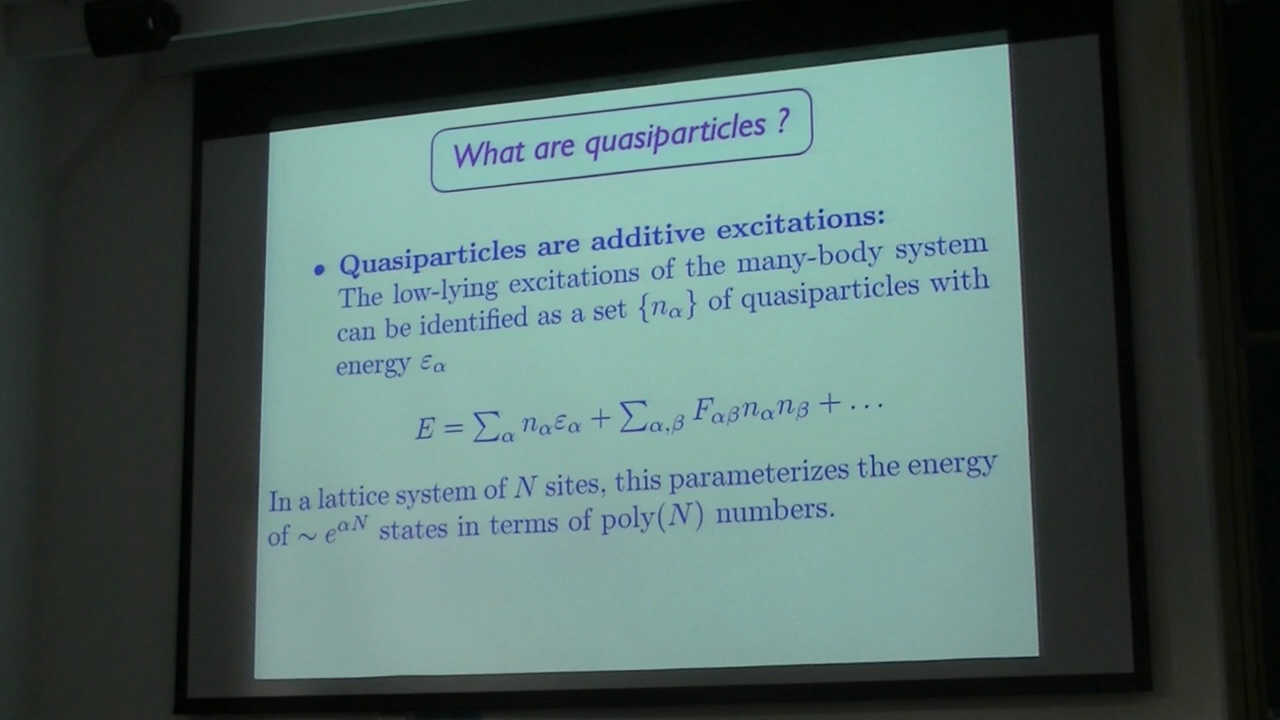 What are quasiparticles ?
• Quasiparticles are additive excitations:
The low-lying excitations of the many-body system
can be identified as a set {n_α} of quasiparticles with
energy ε_α
E = ∑_α n_α ε_α + ∑_{α,β} F_{αβ} n_α n_β + . . .
In a lattice system of N sites, this parameterizes the energy
of ∼ e^{αN} states in terms of poly(N) numbers.